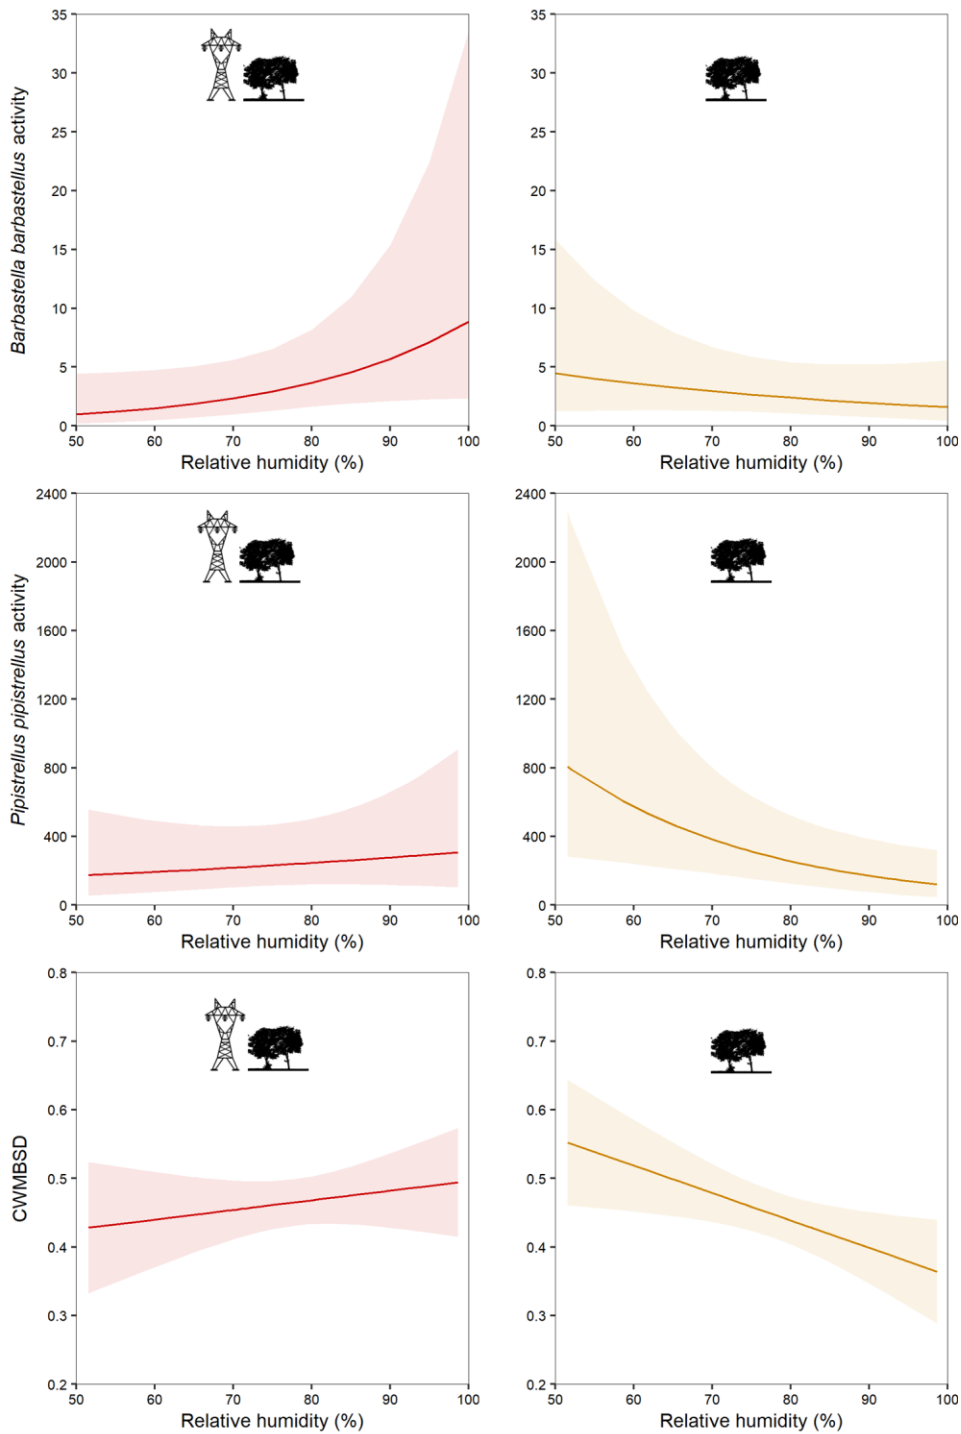 Barbastella barbastellus activity
35
30
25
20
15
10
5
0
50 60 70 80 90 100
Relative humidity (%)
35
30
25
20
15
10
5
0
50 60 70 80 90 100
Relative humidity (%)
Pipistrellus pipistrellus activity
2400
2000
1600
1200
800
400
0
50 60 70 80 90 100
Relative humidity (%)
2400
2000
1600
1200
800
400
0
50 60 70 80 90 100
Relative humidity (%)
CWMBSD
0.8
0.7
0.6
0.5
0.4
0.3
0.2
50 60 70 80 90 100
Relative humidity (%)
0.8
0.7
0.6
0.5
0.4
0.3
0.2
50 60 70 80 90 100
Relative humidity (%)